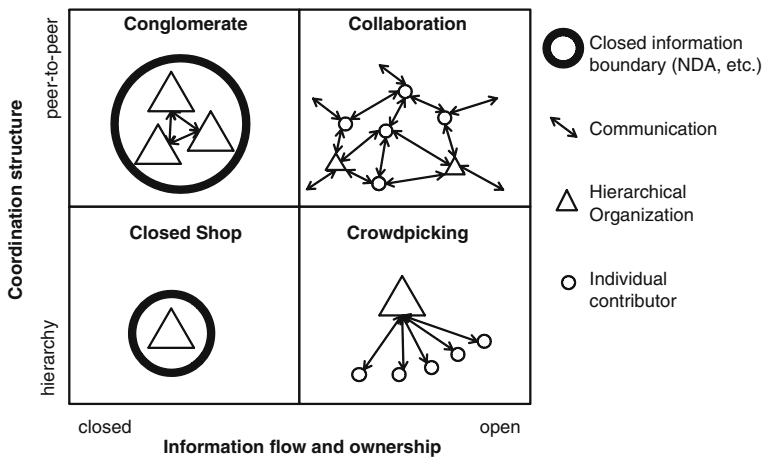 Conglomerate
Collaboration
Closed Shop
Crowdpicking
Coordination structure
peer-to-peer
hierarchy
closed
open
Information flow and ownership
Closed information
boundary (NDA, etc.)
Communication
Hierarchical
Organization
Individual
contributor